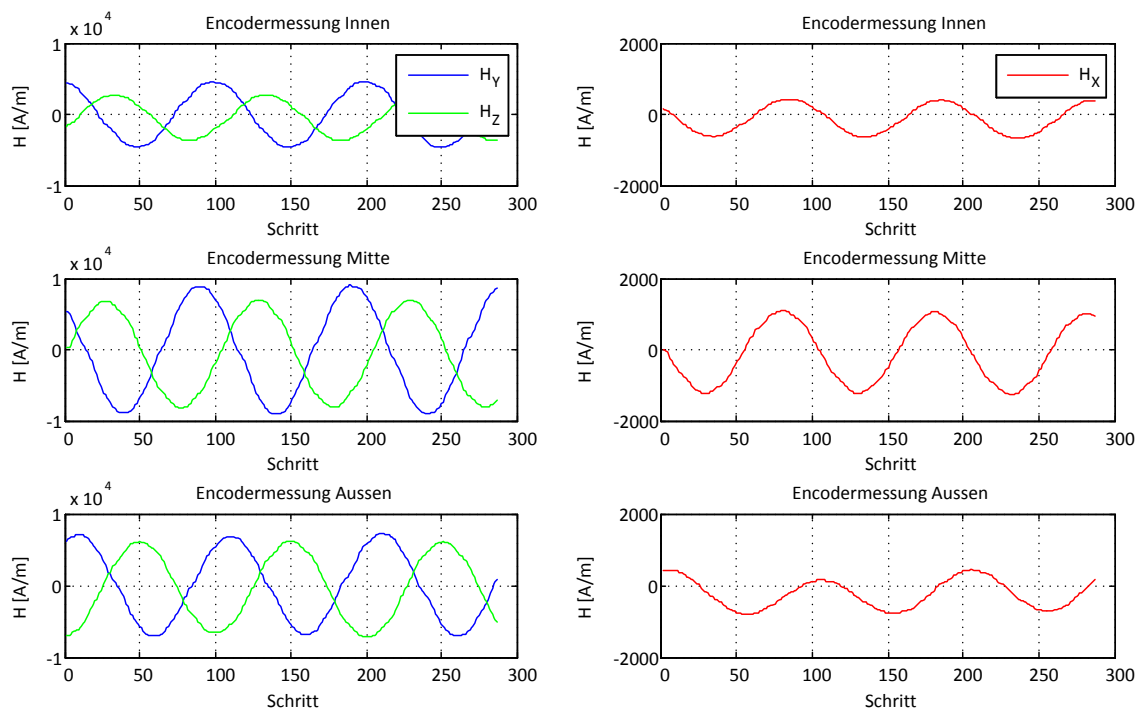 Encodermessung Innen
x 10^4
H [A/m]
1
0
-1
0 50 100 150 200 250 300
Schritt
H_Y
H_Z
Encodermessung Innen
H [A/m]
2000
0
-2000
0 50 100 150 200 250 300
Schritt
H_X
Encodermessung Mitte
x 10^4
H [A/m]
1
0
-1
0 50 100 150 200 250 300
Schritt
Encodermessung Mitte
H [A/m]
2000
0
-2000
0 50 100 150 200 250 300
Schritt
Encodermessung Aussen
x 10^4
H [A/m]
1
0
-1
0 50 100 150 200 250 300
Schritt
Encodermessung Aussen
H [A/m]
2000
0
-2000
0 50 100 150 200 250 300
Schritt